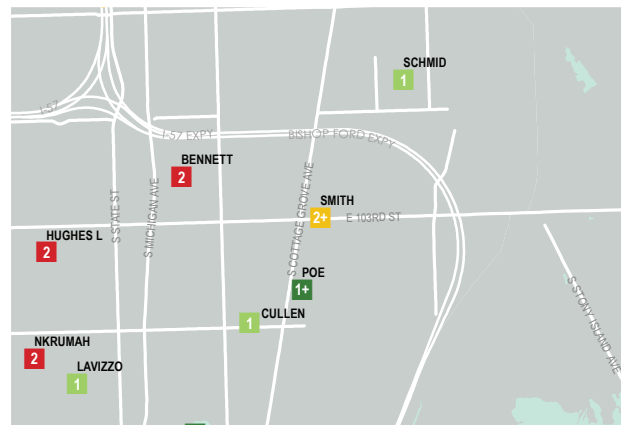 SCHMID
1
I-57
I-57 EXPY
BISHOP FORD EXPY
BENNETT
2
SMITH
2+
E 103RD ST
S STATE ST
S MICHIGAN AVE
S COTTAGE GROVE AVE
HUGHES L
2
POE
1+
S STONY ISLAND AVE
CULLEN
1
NKRUMAH
2
LAVIZZO
1